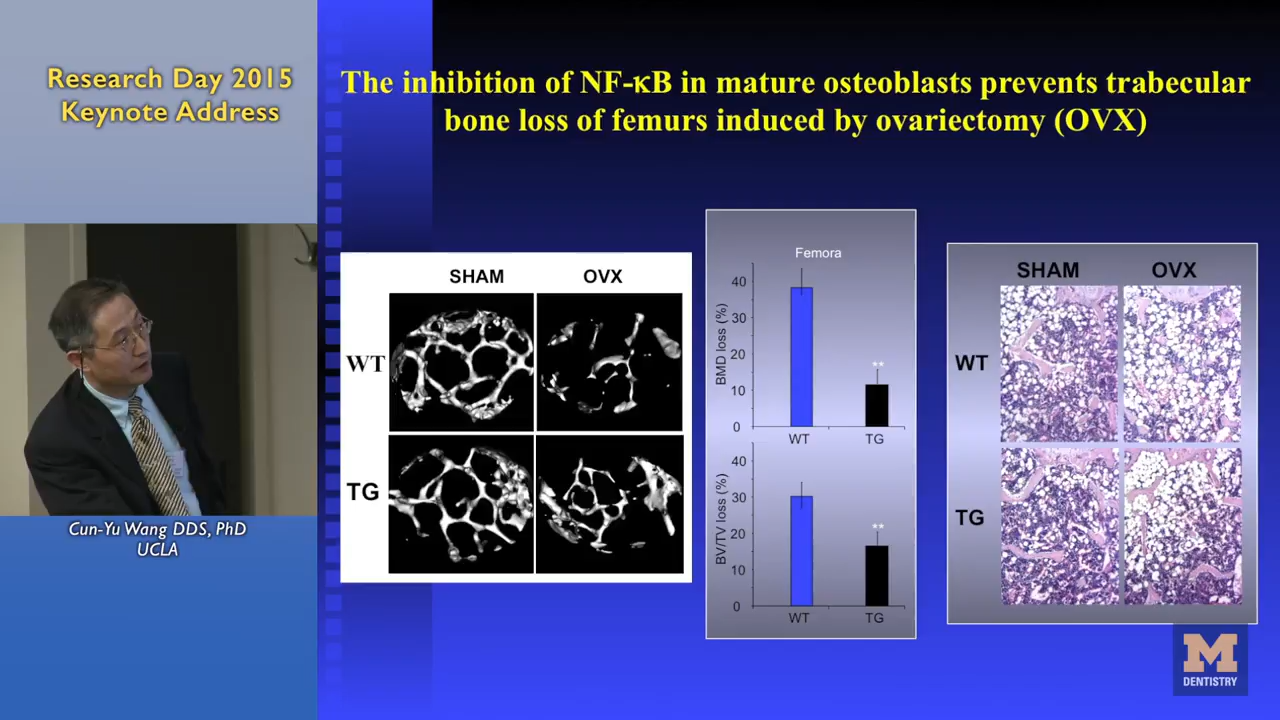 Research Day 2015
Keynote Address
Cun-Yu Wang DDS, PhD
UCLA
The inhibition of NF-κB in mature osteoblasts prevents trabecular
bone loss of femurs induced by ovariectomy (OVX)
SHAM OVX
WT
TG
Femora
BMD loss (%)
40
30
20
10
0
**
WT TG
BV/TV loss (%)
40
30
20
10
0
**
WT TG
SHAM OVX
WT
TG
M
DENTISTRY